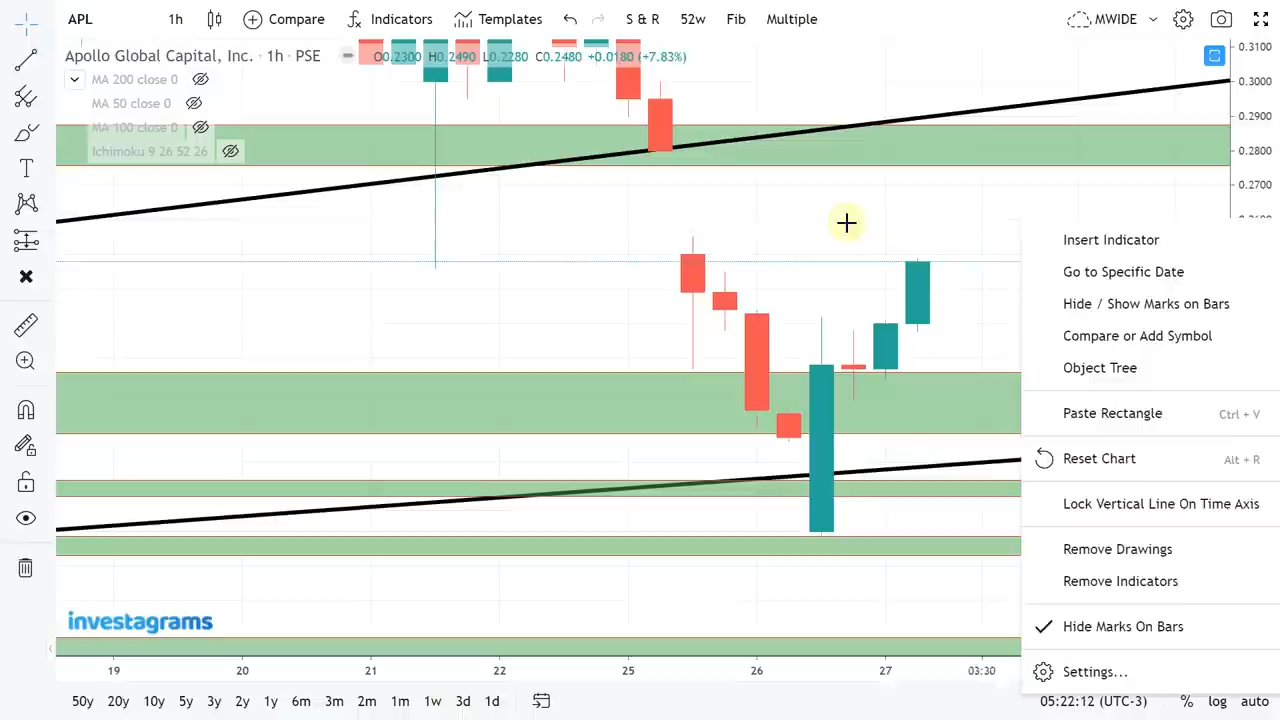 APL 1h Compare Indicators Templates S & R 52w Fib Multiple MWIDE
Apollo Global Capital, Inc. · 1h · PSE O0.2300 H0.2490 L0.2280 C0.2480 +0.0180 (+7.83%)
MA 200 close 0
MA 50 close 0
MA 100 close 0
Ichimoku 9 26 52 26
0.3100
0.3000
0.2900
0.2800
0.2700
Insert Indicator
Go to Specific Date
Hide / Show Marks on Bars
Compare or Add Symbol
Object Tree
Paste Rectangle Ctrl + V
Reset Chart Alt + R
Lock Vertical Line On Time Axis
Remove Drawings
Remove Indicators
Hide Marks On Bars
Settings...
investagrams
19 20 21 22 25 26 27 03:30
50y 20y 10y 5y 3y 2y 1y 6m 3m 2m 1m 1w 3d 1d 05:22:12 (UTC-3) % log auto